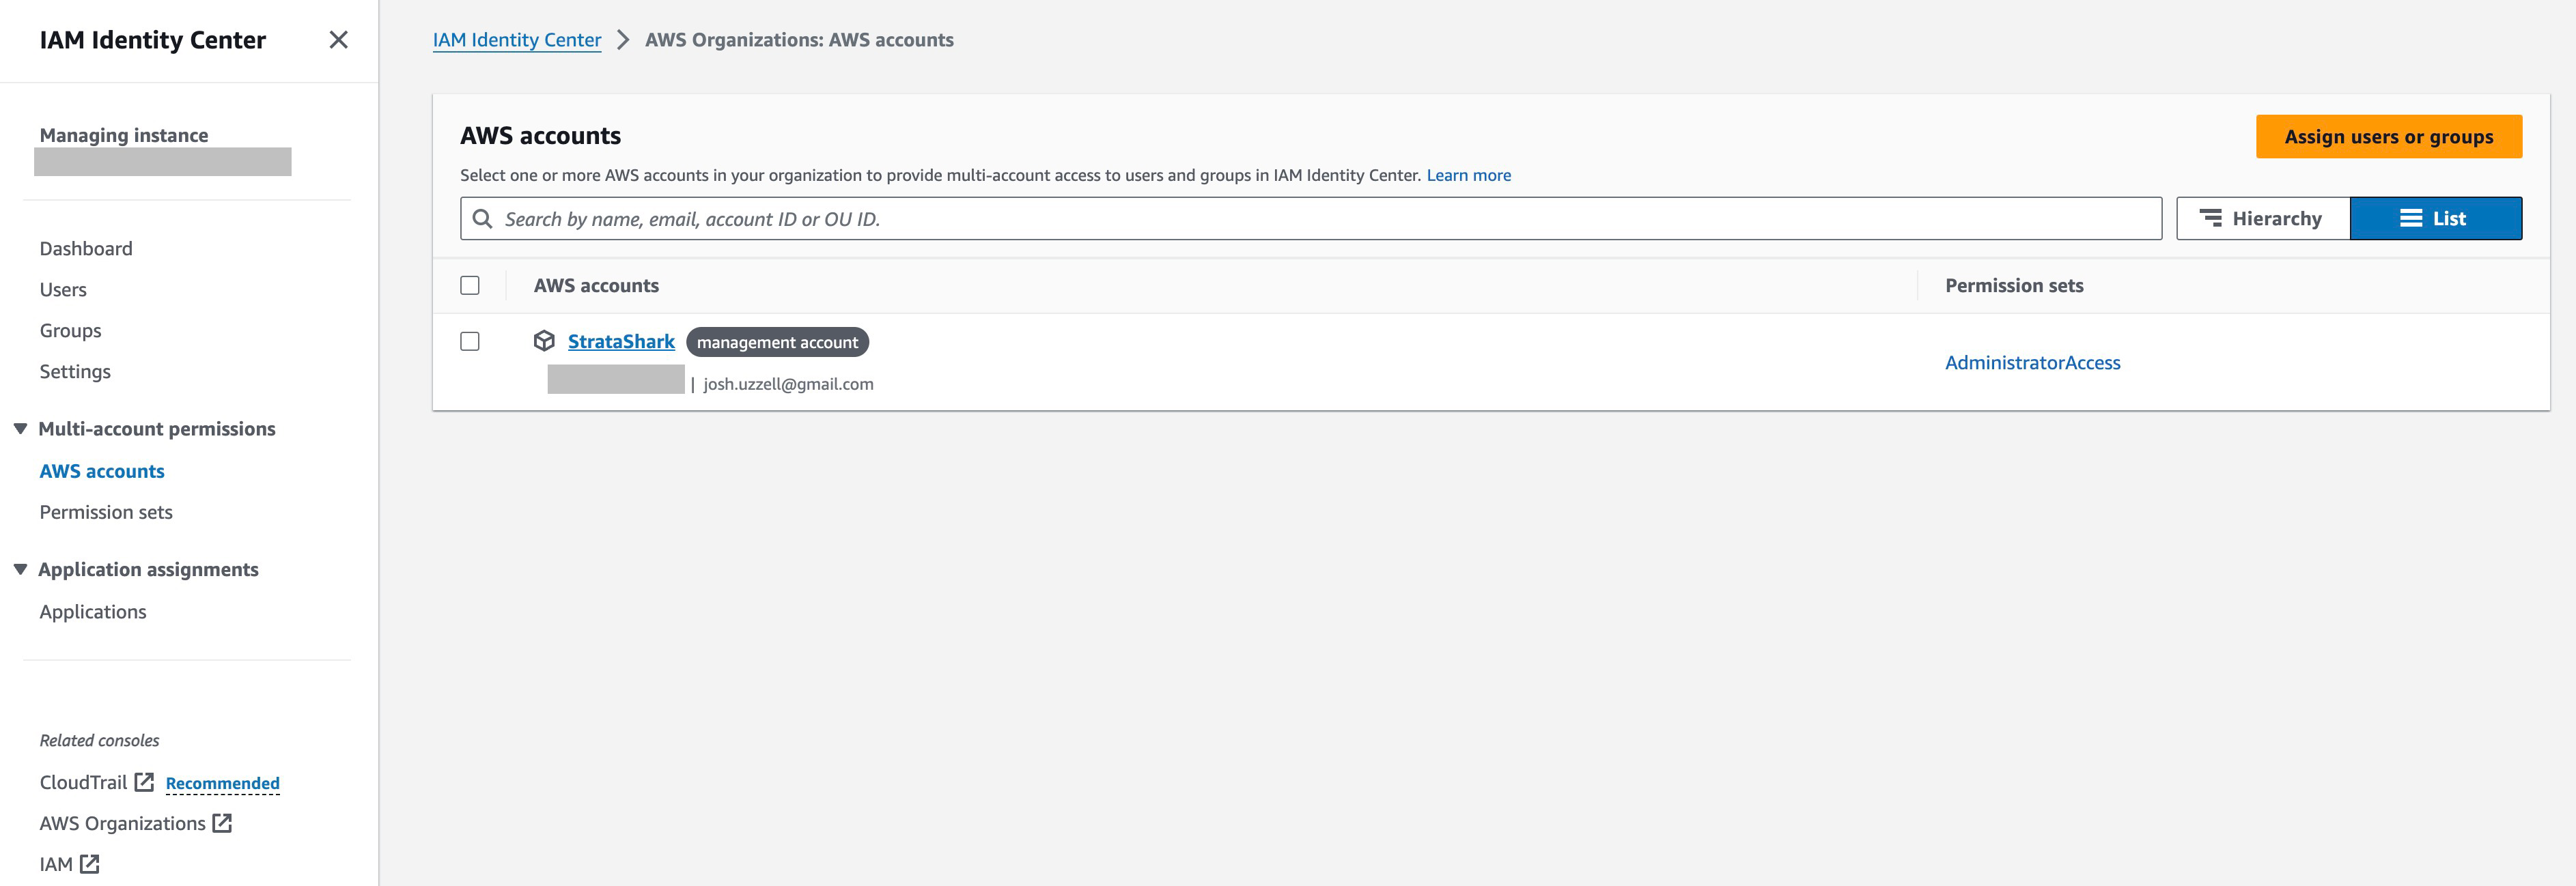 IAM Identity Center
Managing instance
Dashboard
Users
Groups
Settings
Multi-account permissions
AWS accounts
Permission sets
Application assignments
Applications
Related consoles
CloudTrail Recommended
AWS Organizations
IAM
IAM Identity Center > AWS Organizations: AWS accounts
AWS accounts
Assign users or groups
Select one or more AWS accounts in your organization to provide multi-account access to users and groups in IAM Identity Center. Learn more
Search by name, email, account ID or OU ID.
Hierarchy List
AWS accounts Permission sets
StrataShark management account
AdministratorAccess
| josh.uzzell@gmail.com